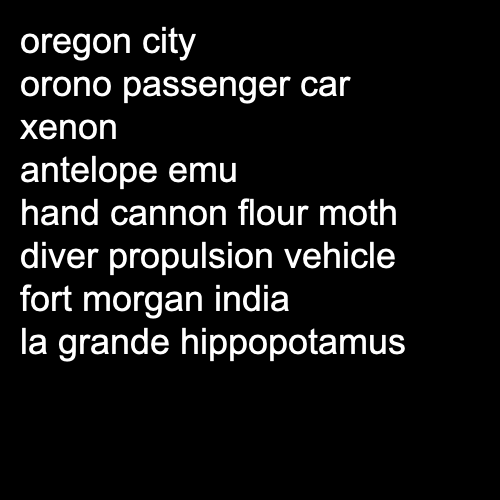 oregon city
orono passenger car
xenon
antelope emu
hand cannon flour moth
diver propulsion vehicle
fort morgan india
la grande hippopotamus